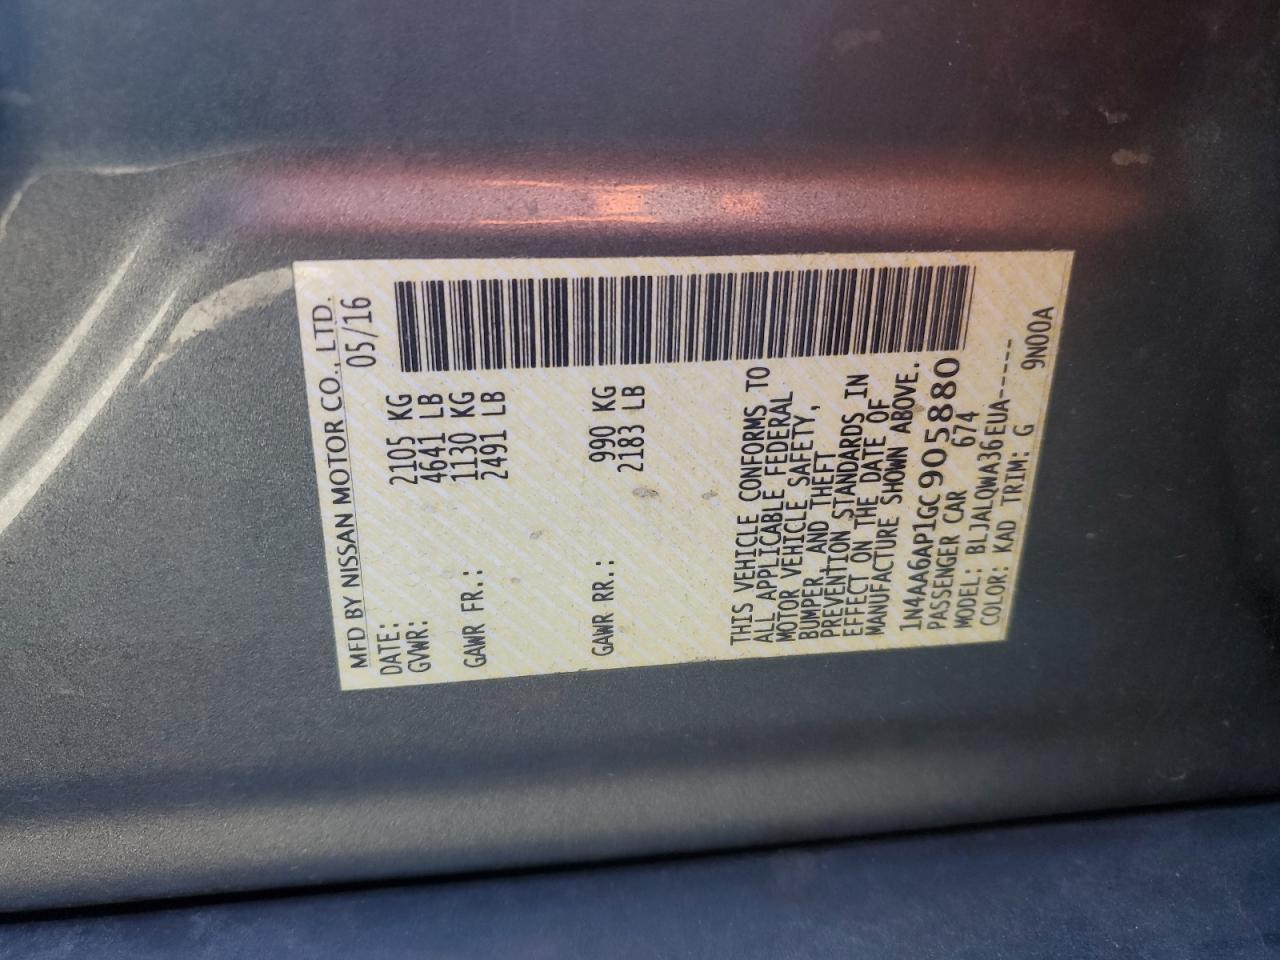 MFD BY NISSAN MOTOR CO., LTD.
DATE: 05/16
GVWR: 2105 KG
4641 LB
GAWR FR.: 1130 KG
2491 LB
GAWR RR.: 990 KG
2183 LB
THIS VEHICLE CONFORMS TO
ALL APPLICABLE FEDERAL
MOTOR VEHICLE SAFETY,
BUMPER, AND THEFT
PREVENTION STANDARDS IN
EFFECT ON THE DATE OF
MANUFACTURE SHOWN ABOVE.
1N4AA6AP1GC905880
PASSENGER CAR 674
MODEL: BLJALQWA36EUA-----
COLOR: KAD TRIM: G 9N00A